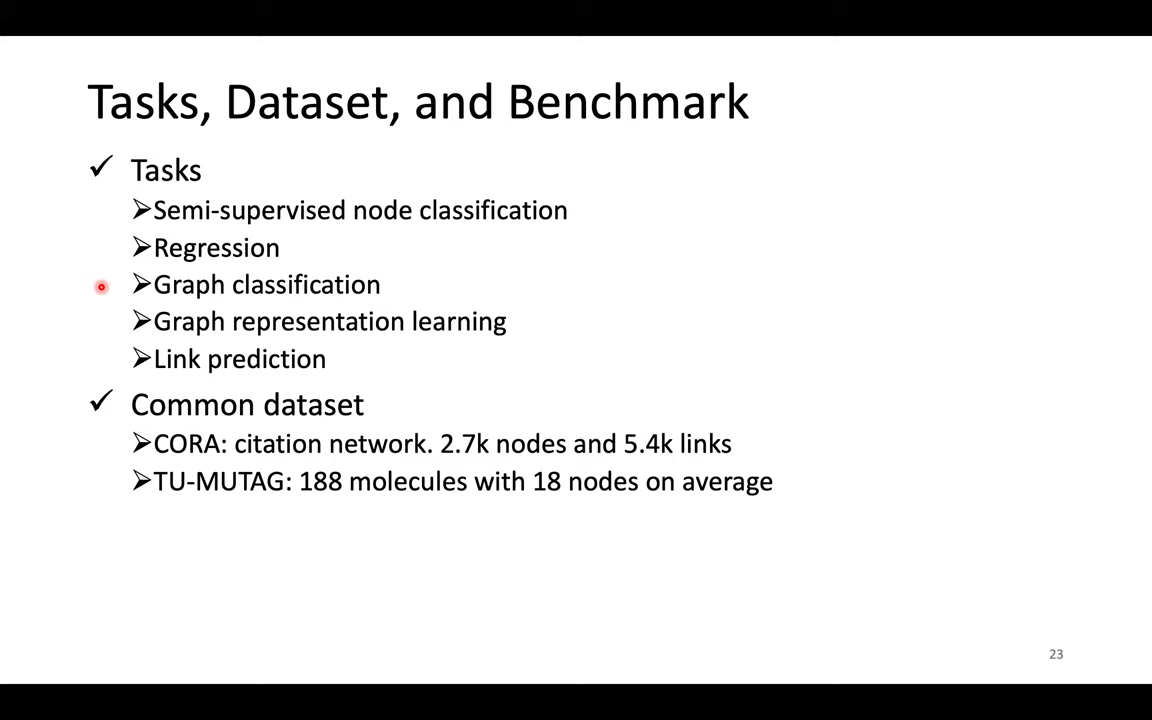 Tasks, Dataset, and Benchmark
✓ Tasks
➢Semi-supervised node classification
➢Regression
➢Graph classification
➢Graph representation learning
➢Link prediction
✓ Common dataset
➢CORA: citation network. 2.7k nodes and 5.4k links
➢TU-MUTAG: 188 molecules with 18 nodes on average
23